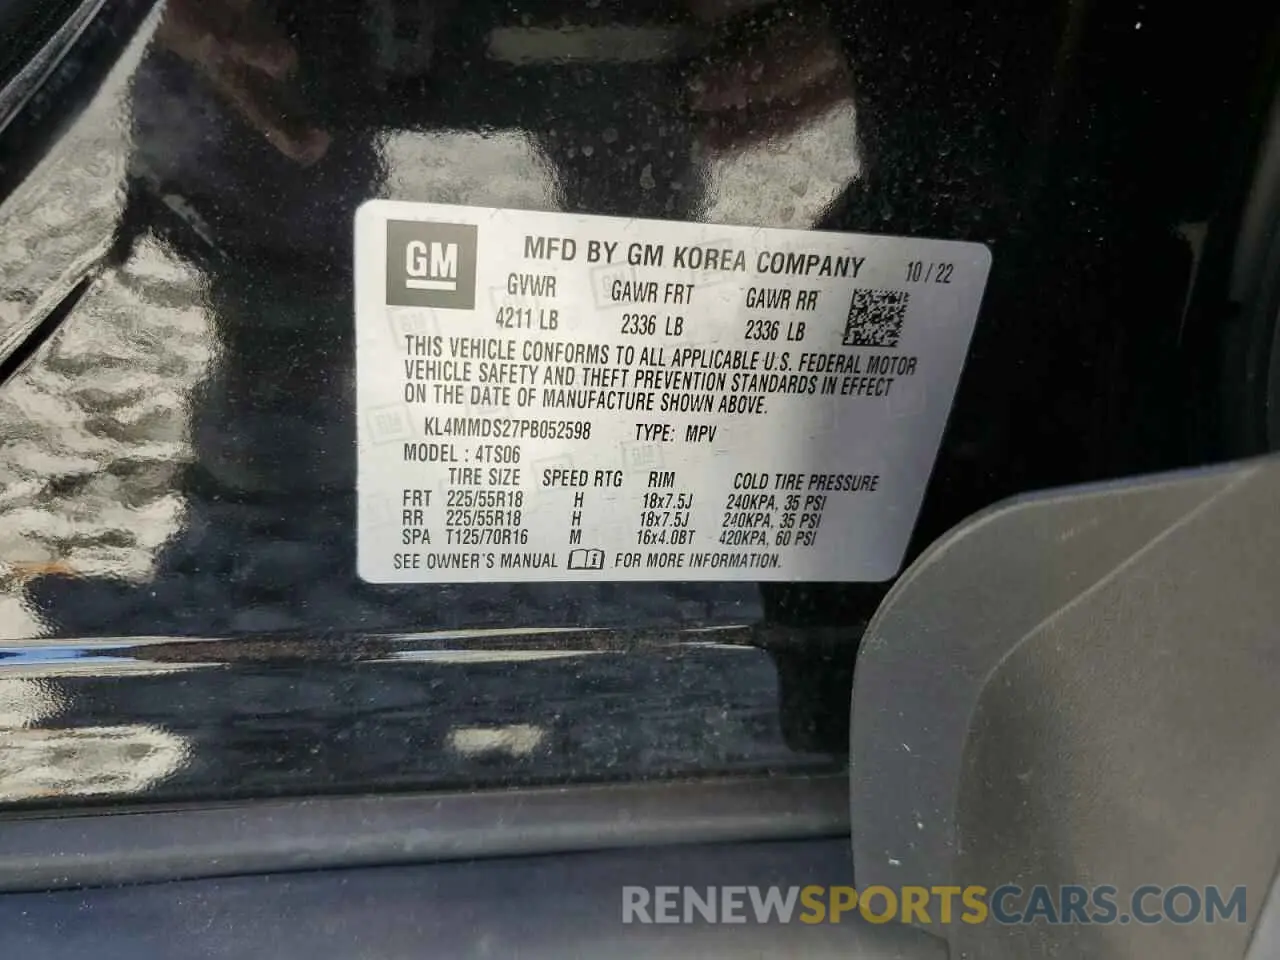 GM
MFD BY GM KOREA COMPANY 10/22
GVWR GAWR FRT GAWR RR
4211 LB 2336 LB 2336 LB
THIS VEHICLE CONFORMS TO ALL APPLICABLE U.S. FEDERAL MOTOR
VEHICLE SAFETY AND THEFT PREVENTION STANDARDS IN EFFECT
ON THE DATE OF MANUFACTURE SHOWN ABOVE.
KL4MMDS27PB052598 TYPE: MPV
MODEL : 4TS06
TIRE SIZE SPEED RTG RIM COLD TIRE PRESSURE
FRT 225/55R18 H 18x7.5J 240KPA, 35 PSI
RR 225/55R18 H 18x7.5J 240KPA, 35 PSI
SPA T125/70R16 M 16x4.0BT 420KPA, 60 PSI
SEE OWNER'S MANUAL FOR MORE INFORMATION.
RENEWSPORTSCARS.COM